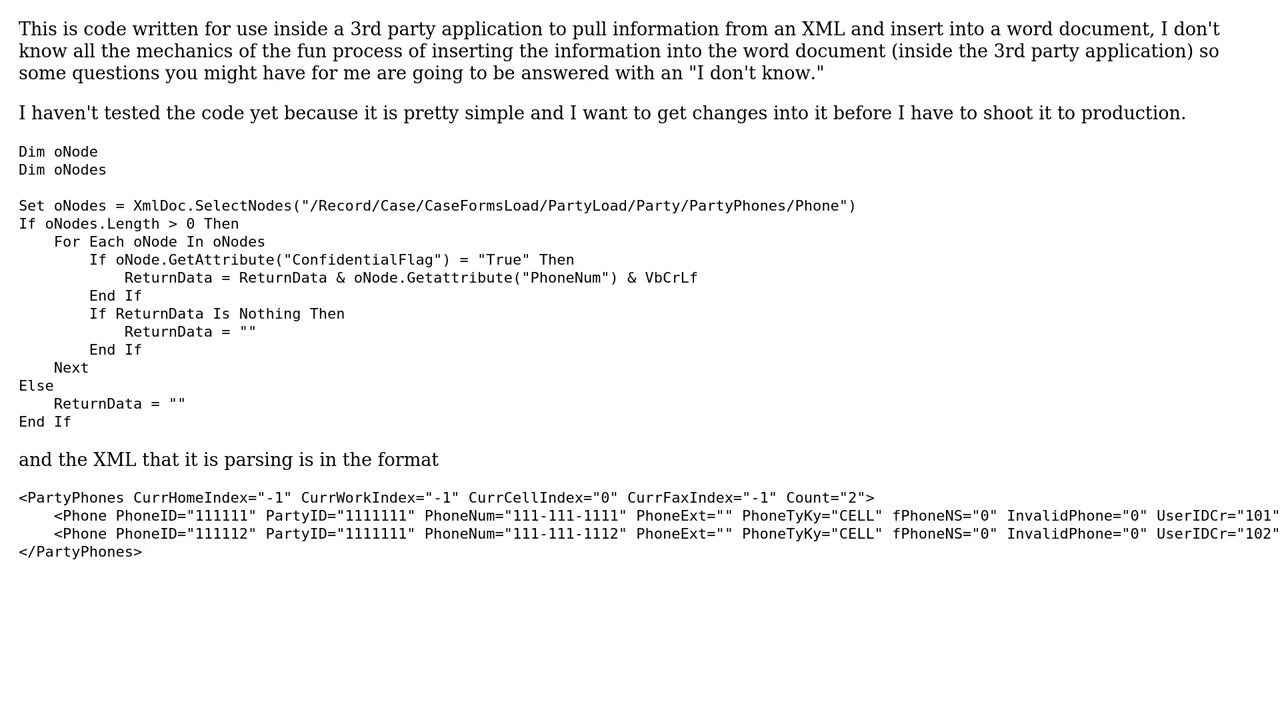 This is code written for use inside a 3rd party application to pull information from an XML and insert into a word document, I don't
know all the mechanics of the fun process of inserting the information into the word document (inside the 3rd party application) so
some questions you might have for me are going to be answered with an "I don't know."
I haven't tested the code yet because it is pretty simple and I want to get changes into it before I have to shoot it to production.
Dim oNode
Dim oNodes
Set oNodes = XmlDoc.SelectNodes("/Record/Case/CaseFormsLoad/PartyLoad/Party/PartyPhones/Phone")
If oNodes.Length > 0 Then
    For Each oNode In oNodes
        If oNode.GetAttribute("ConfidentialFlag") = "True" Then
            ReturnData = ReturnData & oNode.Getattribute("PhoneNum") & VbCrLf
        End If
        If ReturnData Is Nothing Then
            ReturnData = ""
        End If
    Next
Else
    ReturnData = ""
End If
and the XML that it is parsing is in the format
<PartyPhones CurrHomeIndex="-1" CurrWorkIndex="-1" CurrCellIndex="0" CurrFaxIndex="-1" Count="2">
    <Phone PhoneID="111111" PartyID="1111111" PhoneNum="111-111-1111" PhoneExt="" PhoneTyKy="CELL" fPhoneNS="0" InvalidPhone="0" UserIDCr="101"
    <Phone PhoneID="111112" PartyID="1111111" PhoneNum="111-111-1112" PhoneExt="" PhoneTyKy="CELL" fPhoneNS="0" InvalidPhone="0" UserIDCr="102"
</PartyPhones>